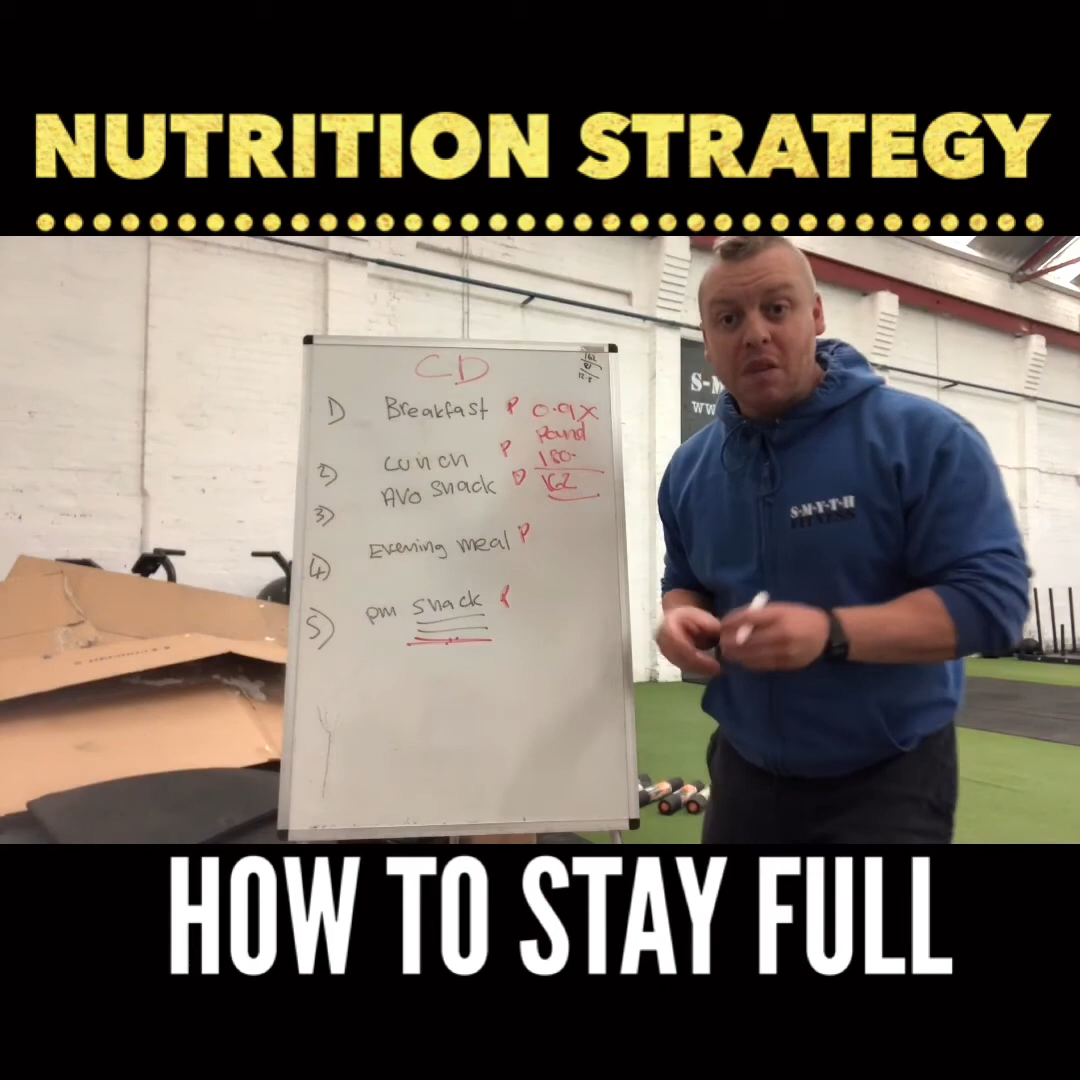 NUTRITION STRATEGY
CD
1) Breakfast P 0.9X
Pound
2) Lunch P 180
3) AVO Snack P 162
4) Evening meal P
5) pm snack P
S-M
WW
S-M-Y-T-H
FITNESS
HOW TO STAY FULL